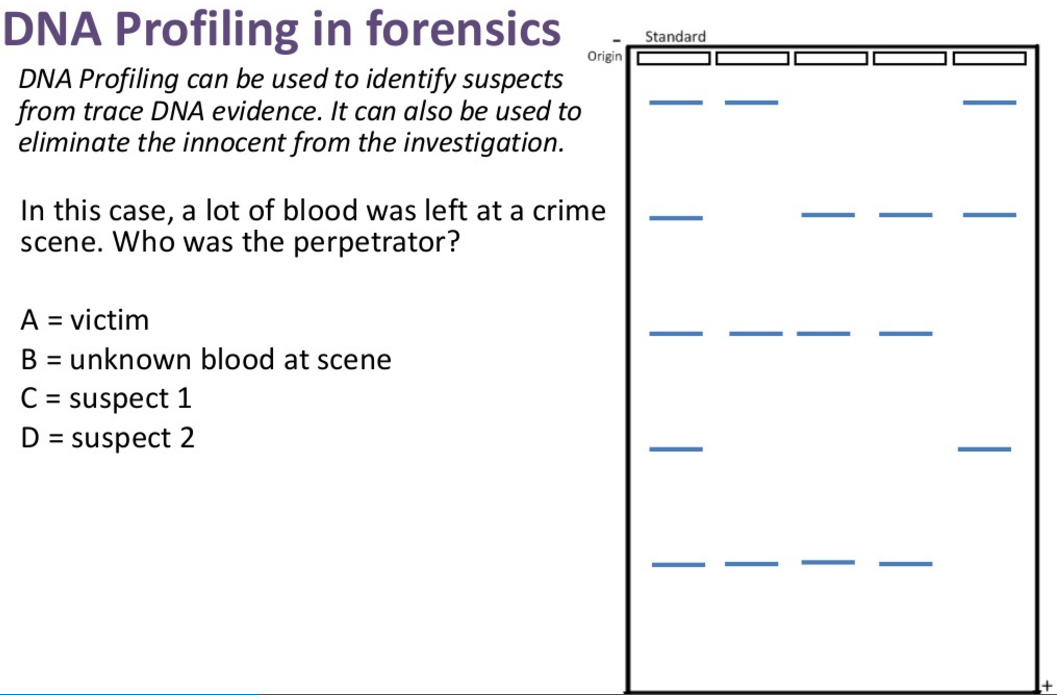 DNA Profiling in forensics
DNA Profiling can be used to identify suspects
from trace DNA evidence. It can also be used to
eliminate the innocent from the investigation.
In this case, a lot of blood was left at a crime
scene. Who was the perpetrator?
A = victim
B = unknown blood at scene
C = suspect 1
D = suspect 2
– Standard
Origin
+